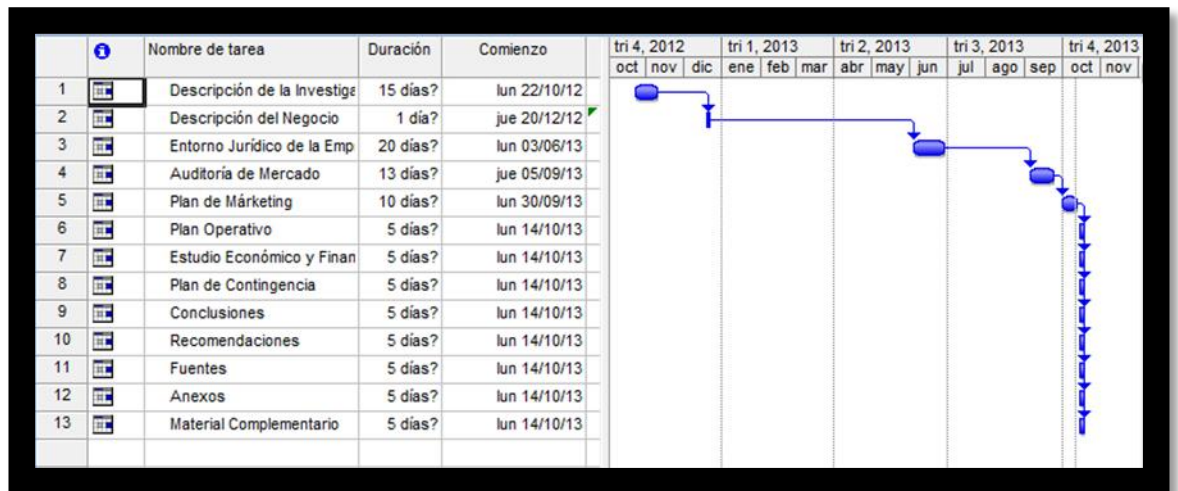 Nombre de tarea Duración Comienzo tri 4, 2012 tri 1, 2013 tri 2, 2013 tri 3, 2013 tri 4, 2013
oct nov dic ene feb mar abr may jun jul ago sep oct nov
1 Descripción de la Investiga 15 días? lun 22/10/12
2 Descripción del Negocio 1 día? jue 20/12/12
3 Entorno Jurídico de la Emp 20 días? lun 03/06/13
4 Auditoría de Mercado 13 días? jue 05/09/13
5 Plan de Márketing 10 días? lun 30/09/13
6 Plan Operativo 5 días? lun 14/10/13
7 Estudio Económico y Finan 5 días? lun 14/10/13
8 Plan de Contingencia 5 días? lun 14/10/13
9 Conclusiones 5 días? lun 14/10/13
10 Recomendaciones 5 días? lun 14/10/13
11 Fuentes 5 días? lun 14/10/13
12 Anexos 5 días? lun 14/10/13
13 Material Complementario 5 días? lun 14/10/13